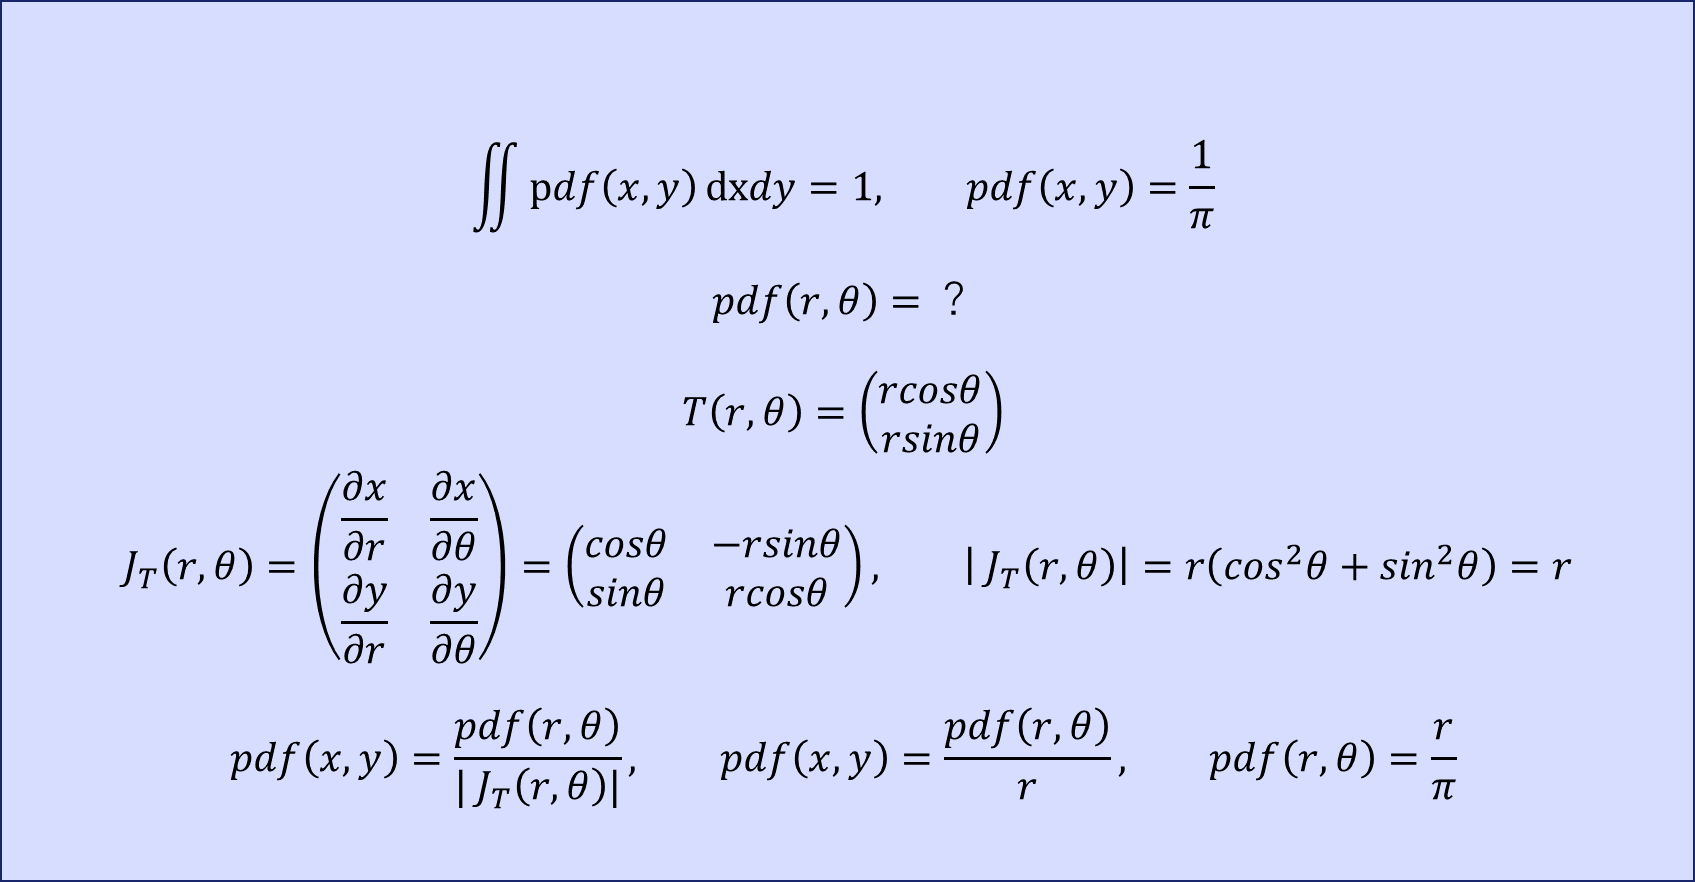 ∬ pdf(x, y) dxdy = 1, pdf(x, y) = 1/π
pdf(r, θ) = ?
T(r, θ) = (rcosθ rsinθ)
J_T(r, θ) = (∂x/∂r ∂x/∂θ ∂y/∂r ∂y/∂θ) = (cosθ −rsinθ sinθ rcosθ), |J_T(r, θ)| = r(cos²θ + sin²θ) = r
pdf(x, y) = pdf(r, θ)/|J_T(r, θ)|, pdf(x, y) = pdf(r, θ)/r, pdf(r, θ) = r/π